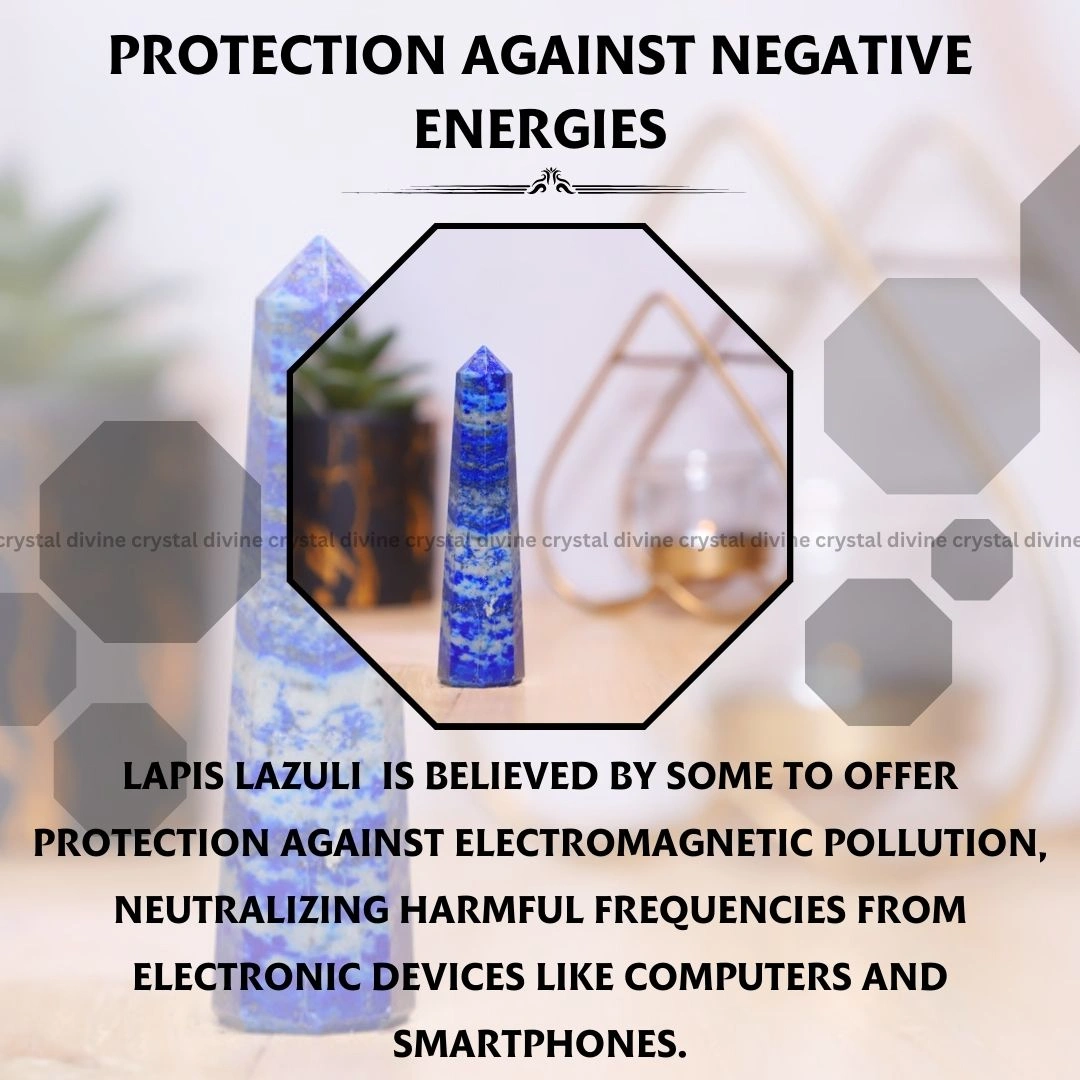 PROTECTION AGAINST NEGATIVE
ENERGIES
crystal divine crystal divine crystal divine crystal divine crystal divine crystal divine crystal divine crystal divine
LAPIS LAZULI IS BELIEVED BY SOME TO OFFER
PROTECTION AGAINST ELECTROMAGNETIC POLLUTION,
NEUTRALIZING HARMFUL FREQUENCIES FROM
ELECTRONIC DEVICES LIKE COMPUTERS AND
SMARTPHONES.